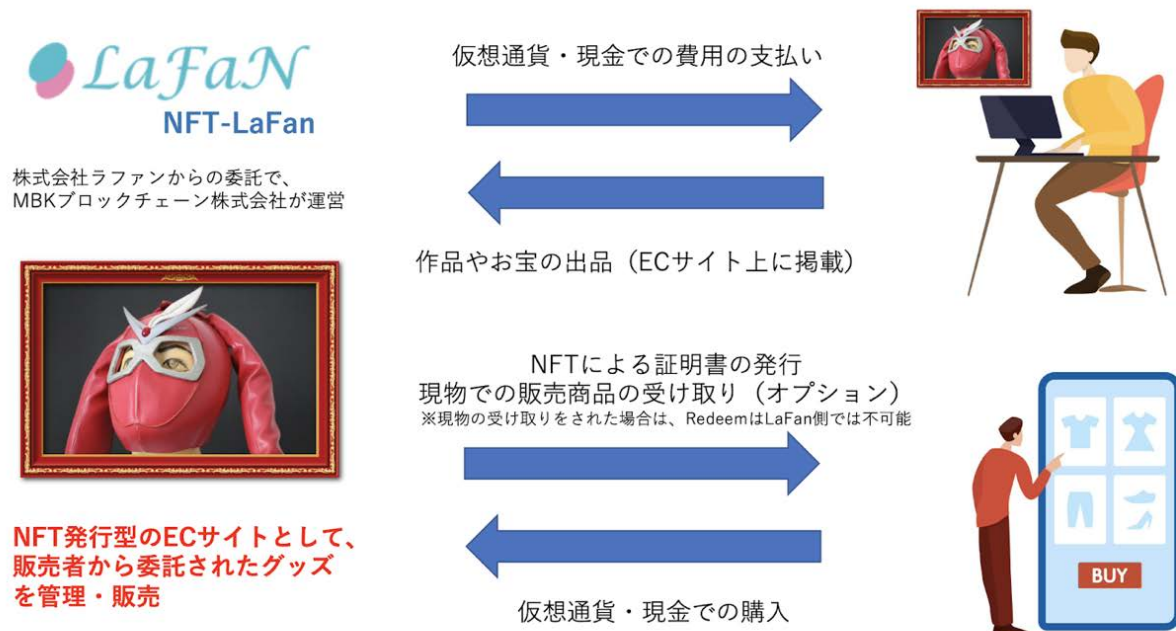 LaFaN
NFT-LaFan
株式会社ラファンからの委託で、
MBKブロックチェーン株式会社が運営
仮想通貨・現金での費用の支払い
作品やお宝の出品（ECサイト上に掲載）
NFTによる証明書の発行
現物での販売商品の受け取り（オプション）
※現物の受け取りをされた場合は、RedeemはLaFan側では不可能
NFT発行型のECサイトとして、
販売者から委託されたグッズ
を管理・販売
仮想通貨・現金での購入
BUY